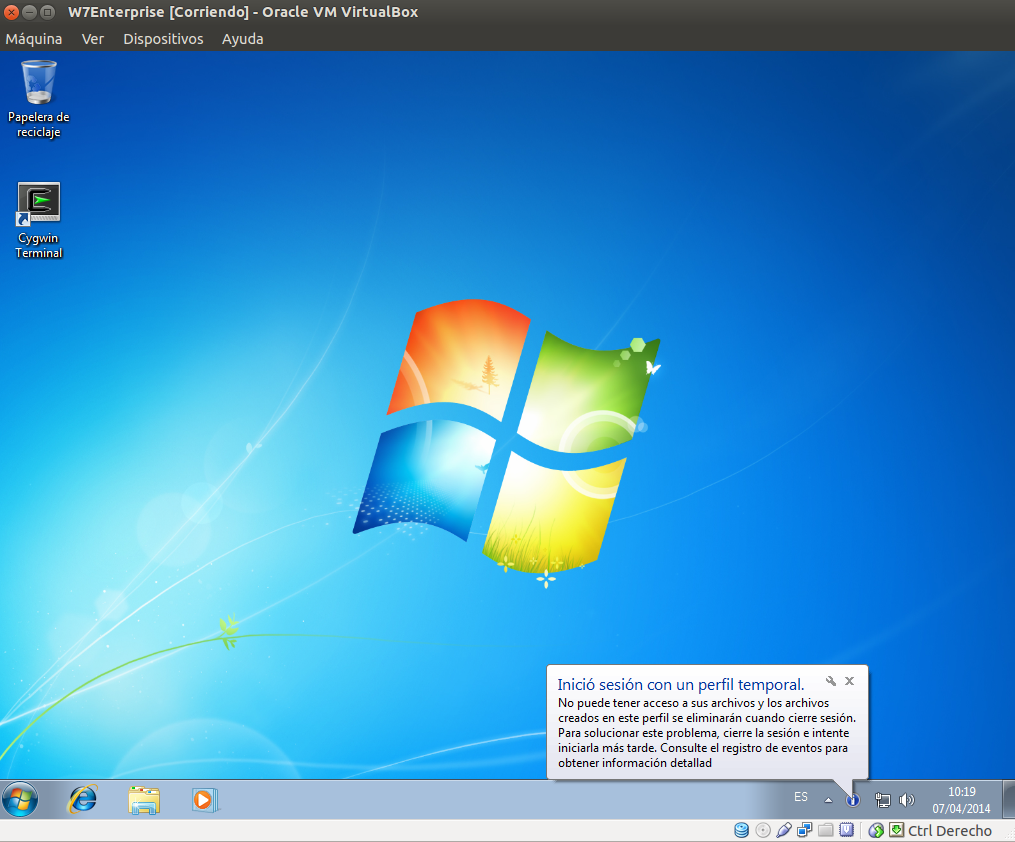 W7Enterprise [Corriendo] - Oracle VM VirtualBox
Máquina Ver Dispositivos Ayuda
Papelera de
reciclaje
Cygwin
Terminal
Inició sesión con un perfil temporal.
No puede tener acceso a sus archivos y los archivos
creados en este perfil se eliminarán cuando cierre sesión.
Para solucionar este problema, cierre la sesión e intente
iniciarla más tarde. Consulte el registro de eventos para
obtener información detallad
ES
10:19
07/04/2014
Ctrl Derecho